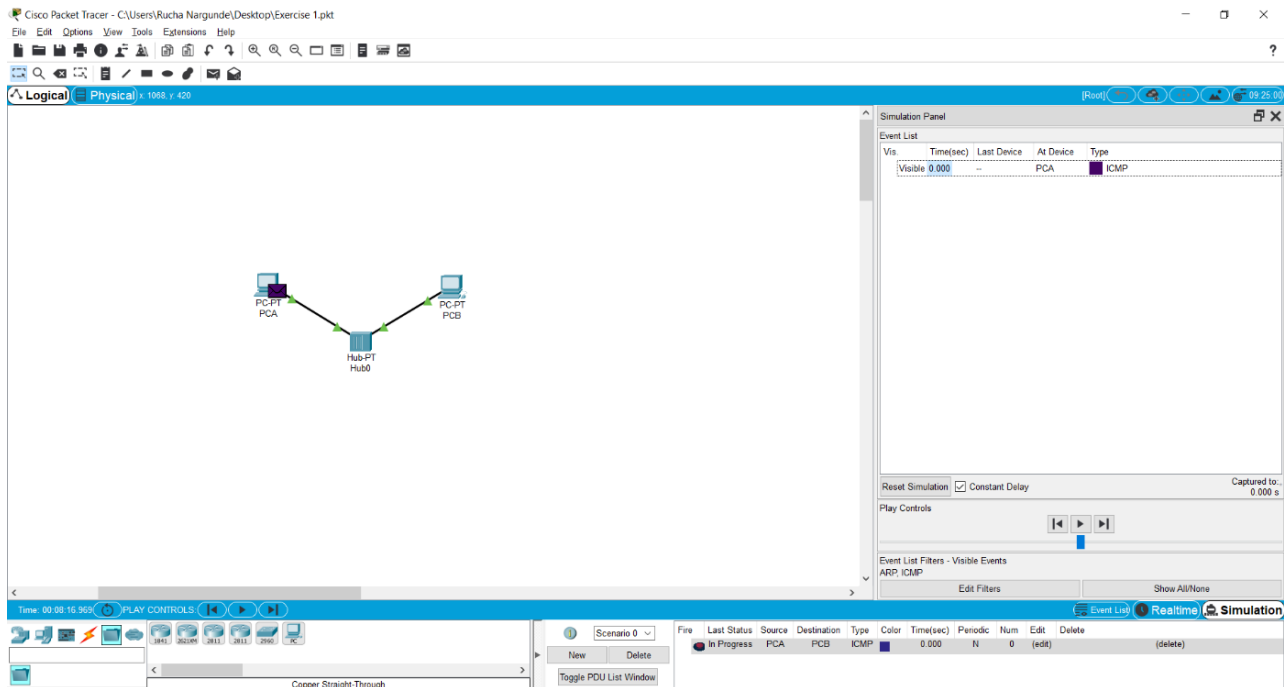 Cisco Packet Tracer - C:\Users\Rucha Nargunde\Desktop\Exercise 1.pkt
File Edit Options View Tools Extensions Help
?
Logical Physical x: 1068, y: 420 [Root] 09:25:00
Simulation Panel
Event List
Vis. Time(sec) Last Device At Device Type
Visible 0.000 -- PCA ICMP
PC-PT
PCA
PC-PT
PCB
Hub-PT
Hub0
Reset Simulation Constant Delay Captured to:
0.000 s
Play Controls
Event List Filters - Visible Events
ARP, ICMP
Edit Filters Show All/None
Time: 00:08:16.969 PLAY CONTROLS: Event List Realtime Simulation
1841 2620XM 2811 2811 2960 PC
Scenario 0
New Delete
Toggle PDU List Window
Fire Last Status Source Destination Type Color Time(sec) Periodic Num Edit Delete
In Progress PCA PCB ICMP 0.000 N 0 (edit) (delete)
Copper Straight-Through